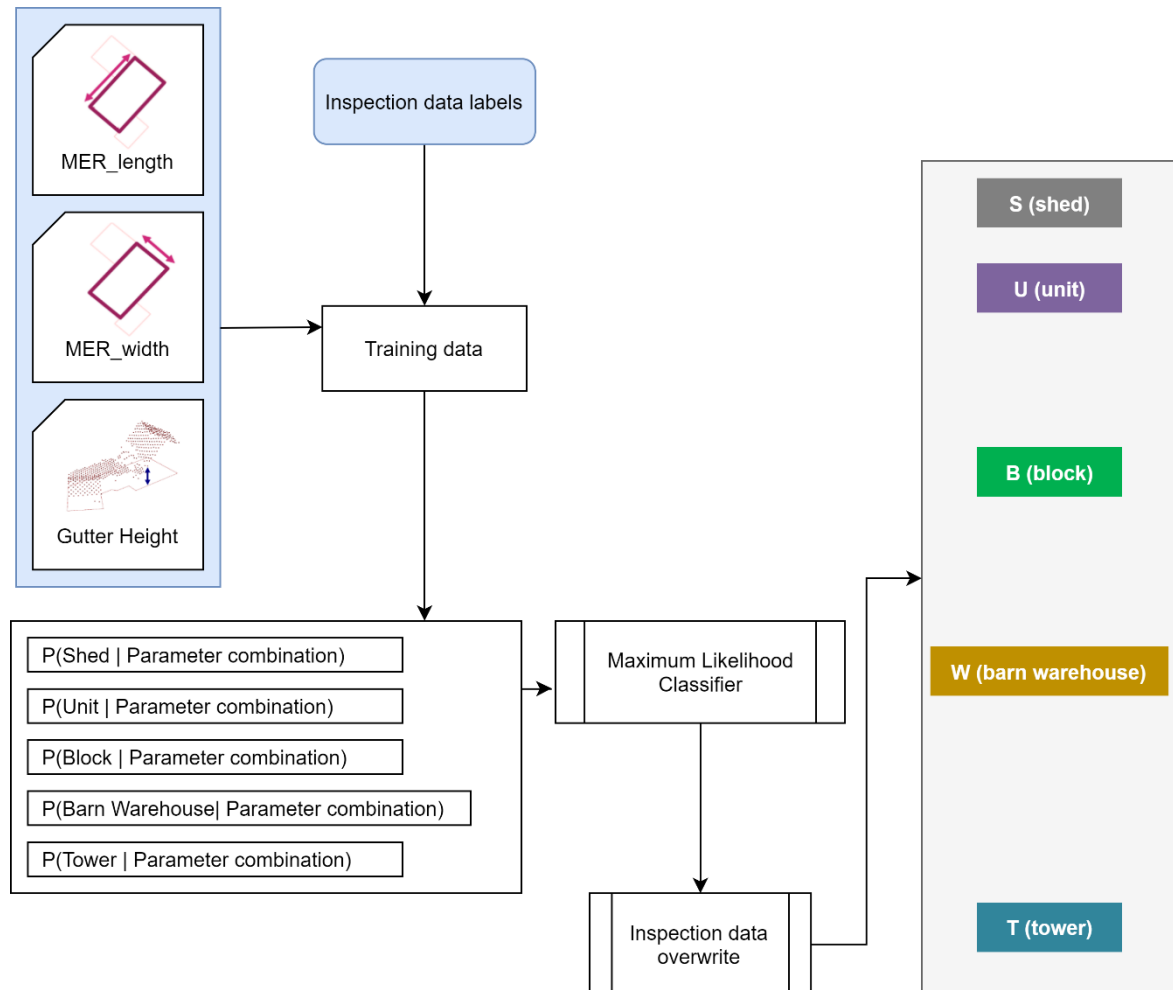 MER_length
MER_width
Gutter Height
Inspection data labels
Training data
P(Shed | Parameter combination)
P(Unit | Parameter combination)
P(Block | Parameter combination)
P(Barn Warehouse| Parameter combination)
P(Tower | Parameter combination)
Maximum Likelihood
Classifier
Inspection data
overwrite
S (shed)
U (unit)
B (block)
W (barn warehouse)
T (tower)